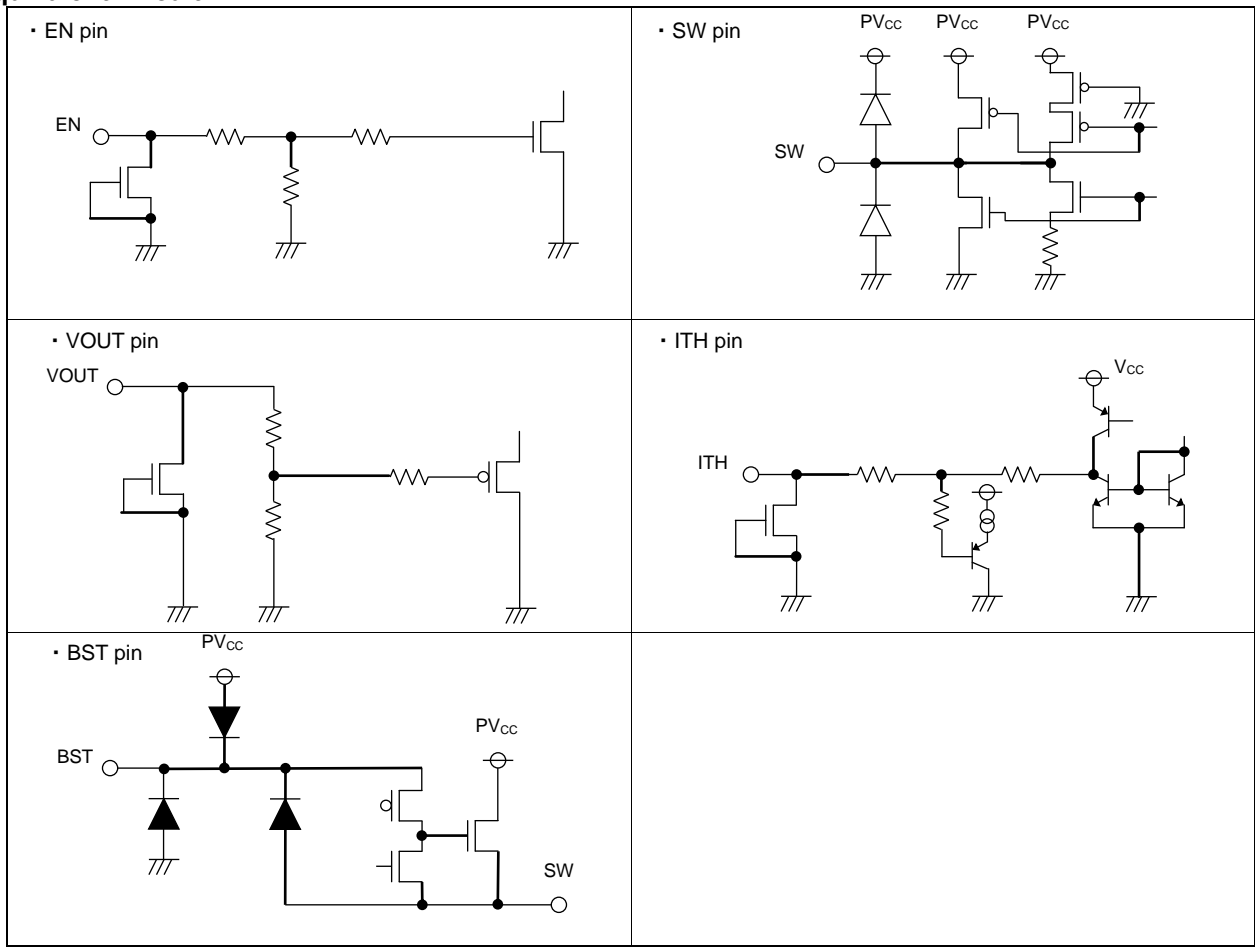 ・EN pin
EN
・SW pin
PVCC PVCC PVCC
SW
・VOUT pin
VOUT
・ITH pin
VCC
ITH
・BST pin
PVCC
PVCC
BST
SW